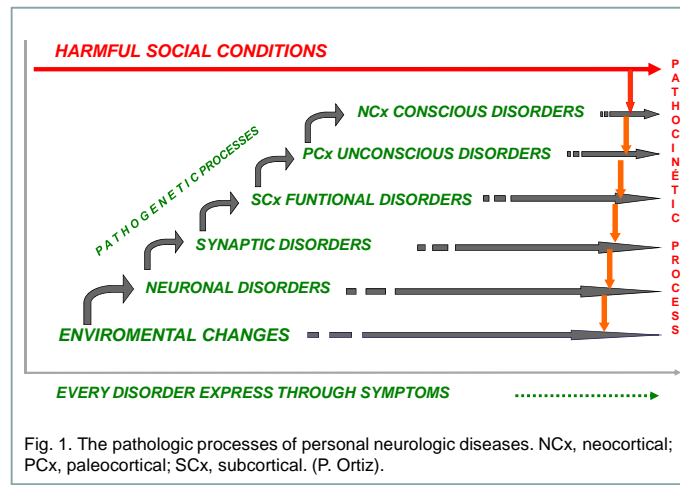 HARMFUL SOCIAL CONDITIONS
NCx CONSCIOUS DISORDERS
PCx UNCONSCIOUS DISORDERS
SCx FUNTIONAL DISORDERS
SYNAPTIC DISORDERS
NEURONAL DISORDERS
ENVIROMENTAL CHANGES
PATHOGENETIC PROCESSES
PATHOCINÉTIC PROCESS
EVERY DISORDER EXPRESS THROUGH SYMPTOMS
Fig. 1. The pathologic processes of personal neurologic diseases. NCx, neocortical;
PCx, paleocortical; SCx, subcortical. (P. Ortiz).